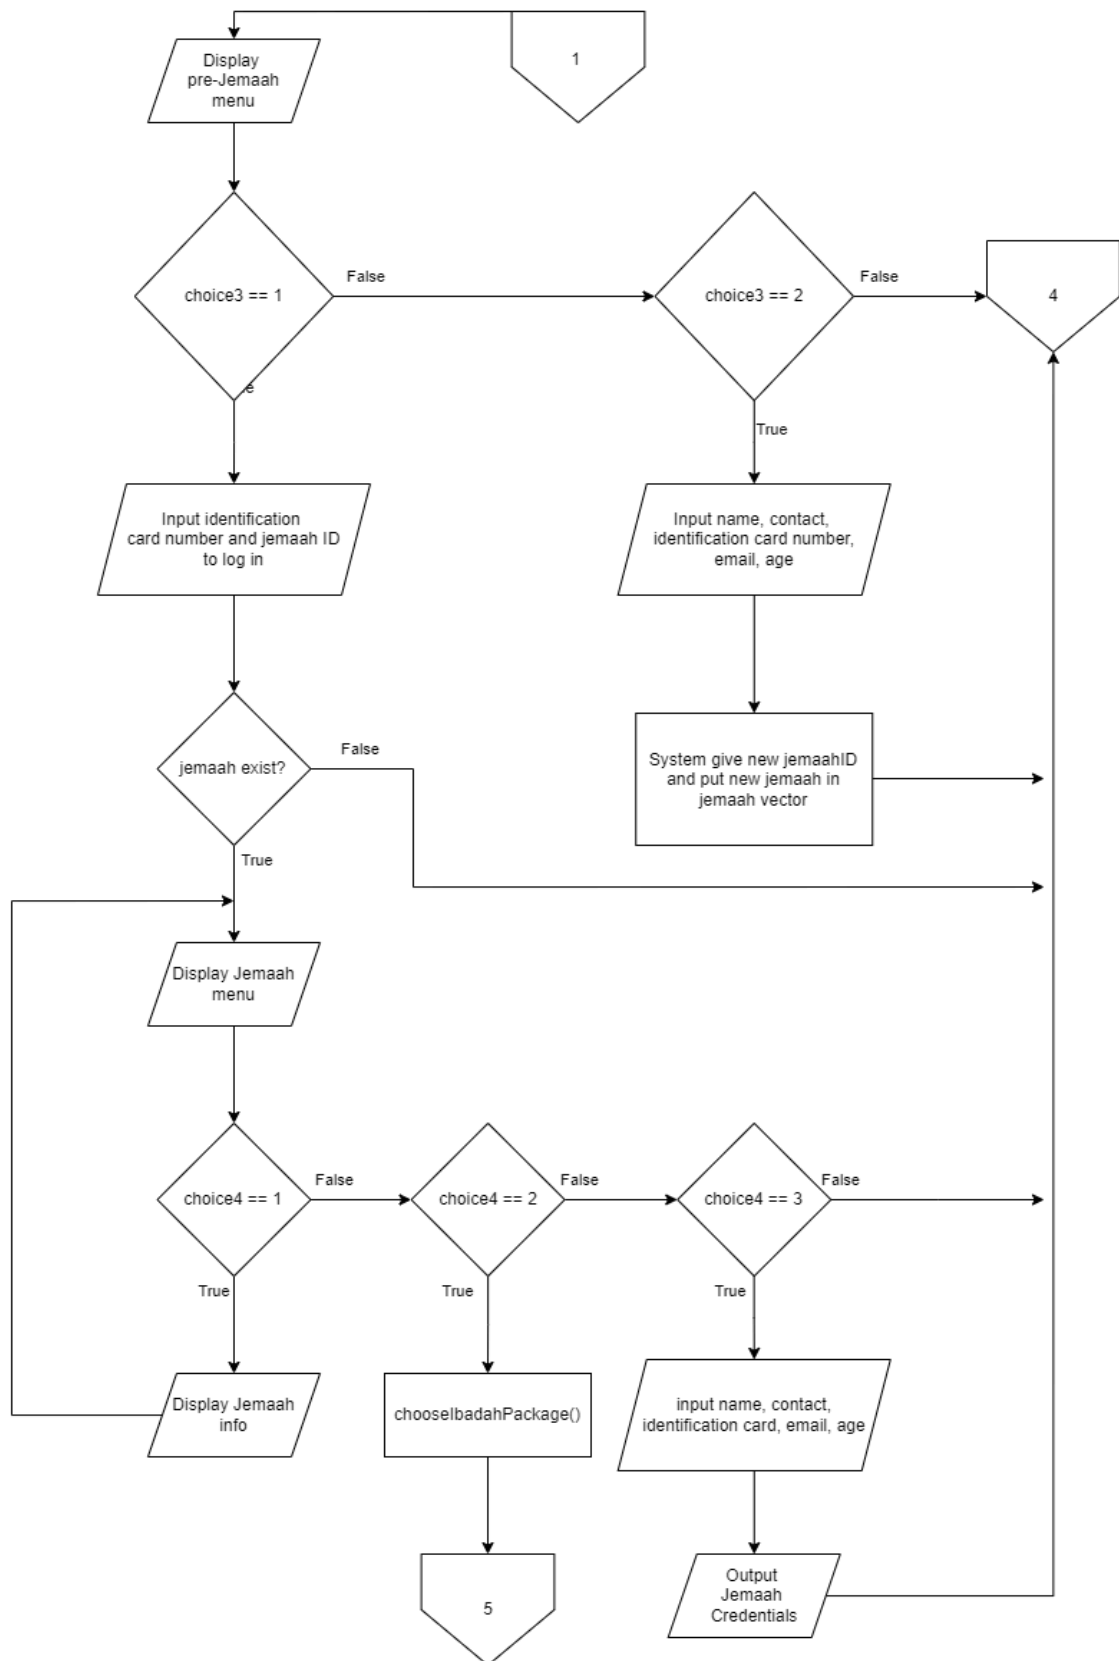 Display
pre-Jemaah
menu
1
choice3 == 1
False
choice3 == 2
False
4
True
Input identification
card number and jemaah ID
to log in
Input name, contact,
identification card number,
email, age
jemaah exist?
False
System give new jemaahID
and put new jemaah in
jemaah vector
True
Display Jemaah
menu
choice4 == 1
False
choice4 == 2
False
choice4 == 3
False
True
True
True
Display Jemaah
info
chooseIbadahPackage()
input name, contact,
identification card, email, age
5
Output
Jemaah
Credentials